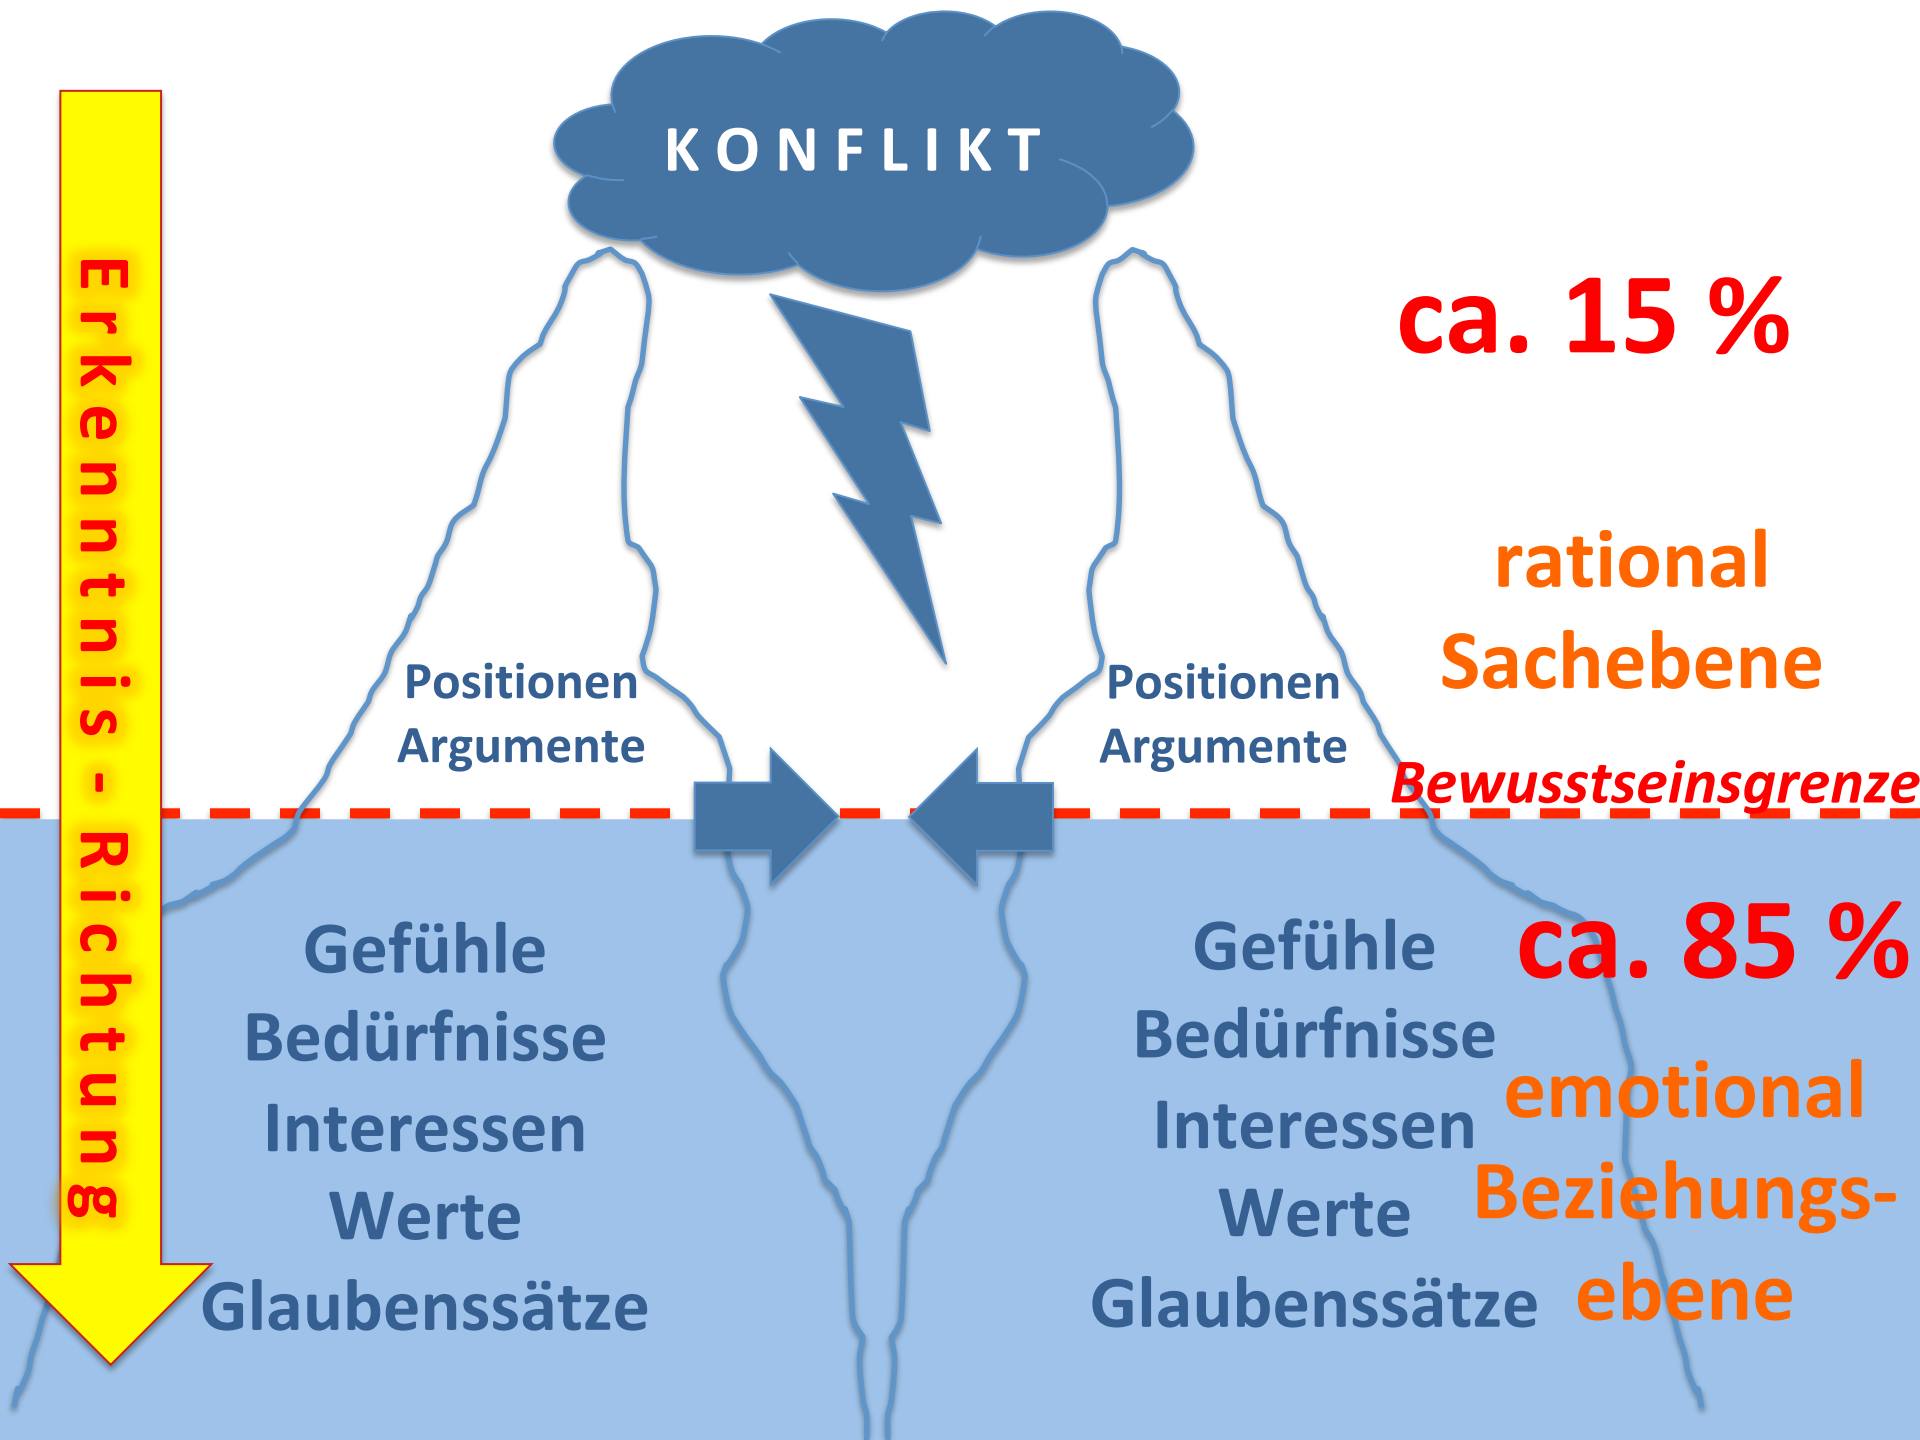 KONFLIKT
Erkenntnis-Richtung
ca. 15 %
rational
Sachebene
Positionen
Argumente
Positionen
Argumente
Bewusstseinsgrenze
Gefühle
Bedürfnisse
Interessen
Werte
Glaubenssätze
Gefühle
Bedürfnisse
Interessen
Werte
Glaubenssätze
ca. 85 %
emotional
Beziehungs-
ebene